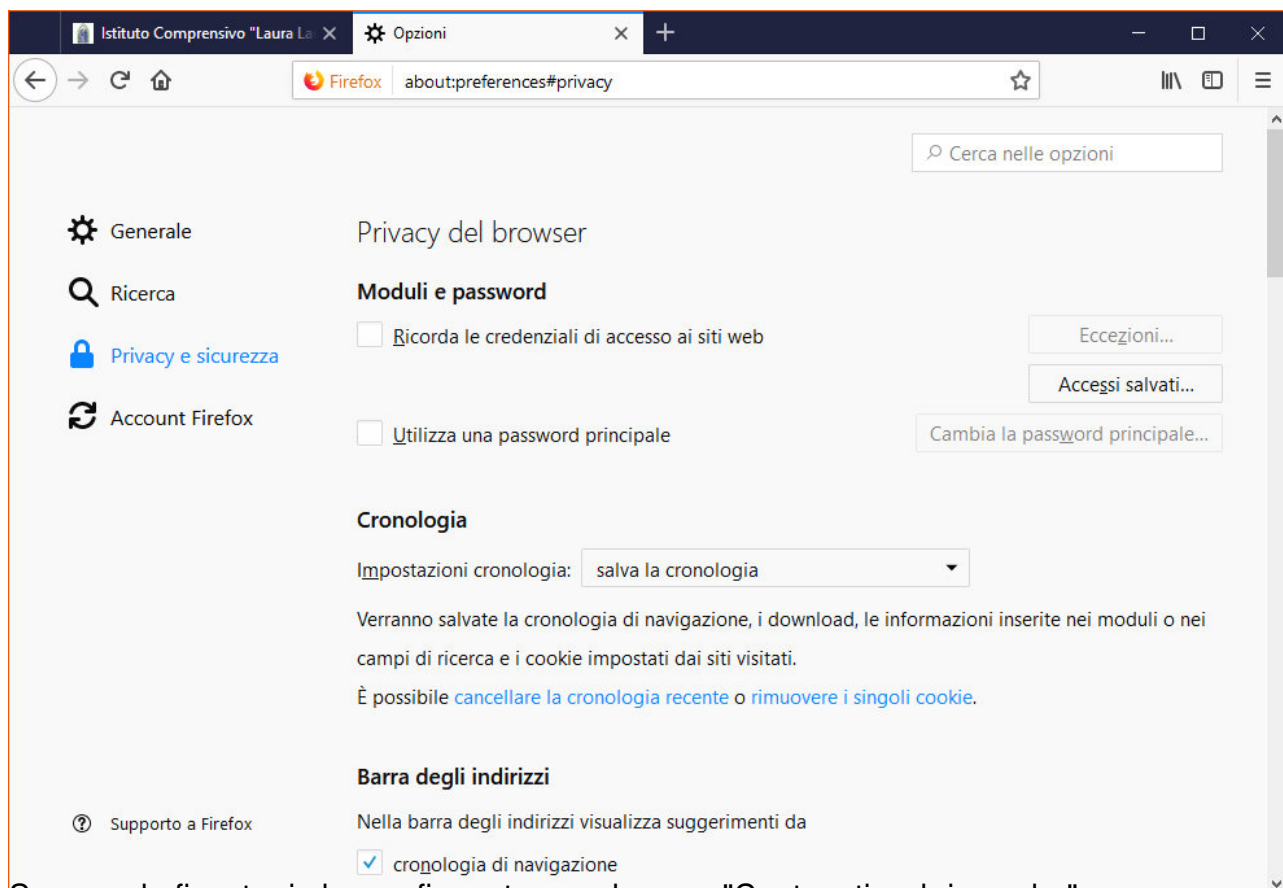 Istituto Comprensivo "Laura La
Opzioni
Firefox about:preferences#privacy
Cerca nelle opzioni
Generale
Ricerca
Privacy e sicurezza
Account Firefox
Privacy del browser
Moduli e password
Ricorda le credenziali di accesso ai siti web
Eccezioni...
Accessi salvati...
Utilizza una password principale
Cambia la password principale...
Cronologia
Impostazioni cronologia: salva la cronologia
Verranno salvate la cronologia di navigazione, i download, le informazioni inserite nei moduli o nei
campi di ricerca e i cookie impostati dai siti visitati.
È possibile cancellare la cronologia recente o rimuovere i singoli cookie.
Barra degli indirizzi
Nella barra degli indirizzi visualizza suggerimenti da
cronologia di navigazione
Supporto a Firefox